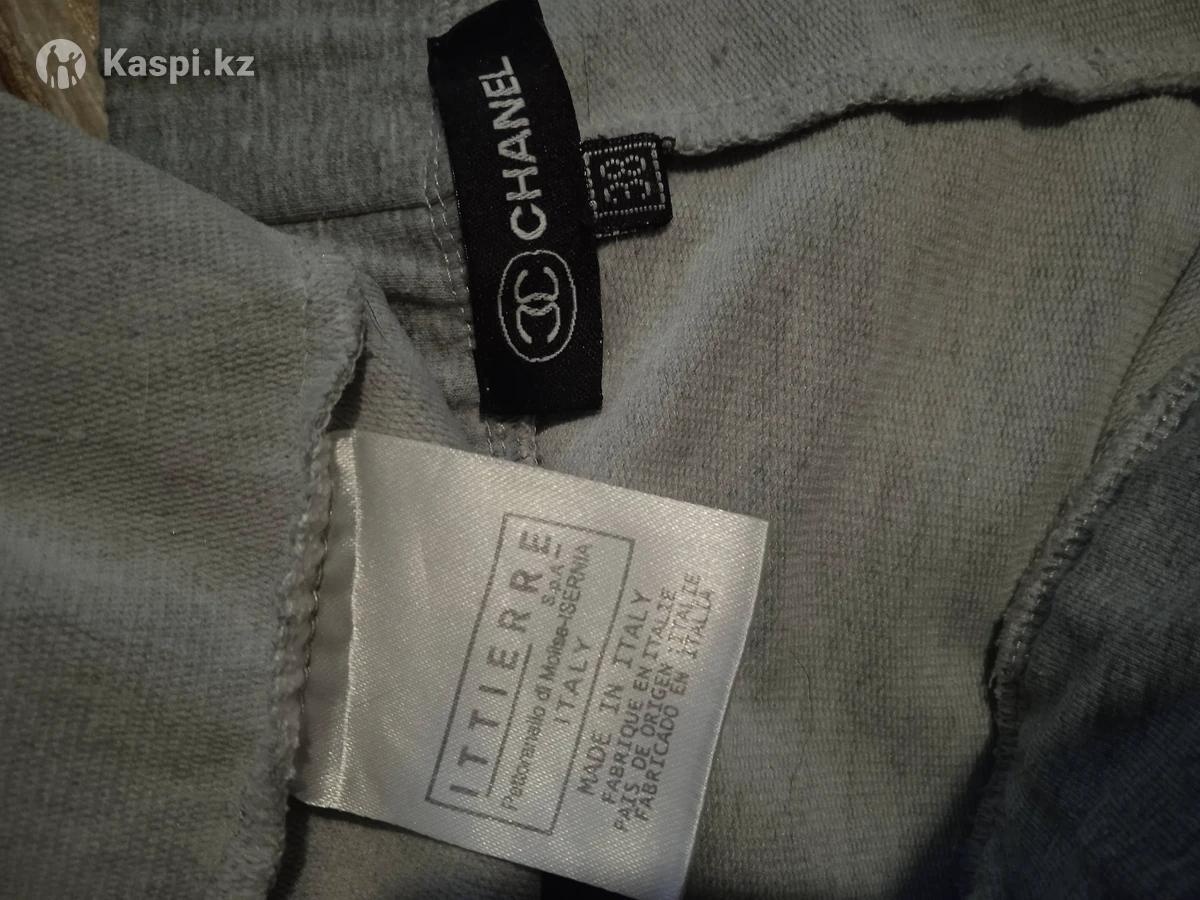 Kaspi.kz
CHANEL
38
ITTIERRE
S.p.A
Pettoranello di Molise-ISERNIA
ITALY
MADE IN ITALY
FABRIQUE EN ITALIE
PAIS DE ORIGEN ITALIE
FABRICADO EN ITALIA